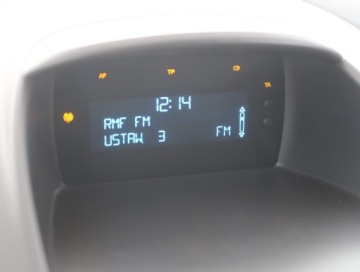 AF TP CD
TA
12:14
RMF FM
USTAW 3 FM